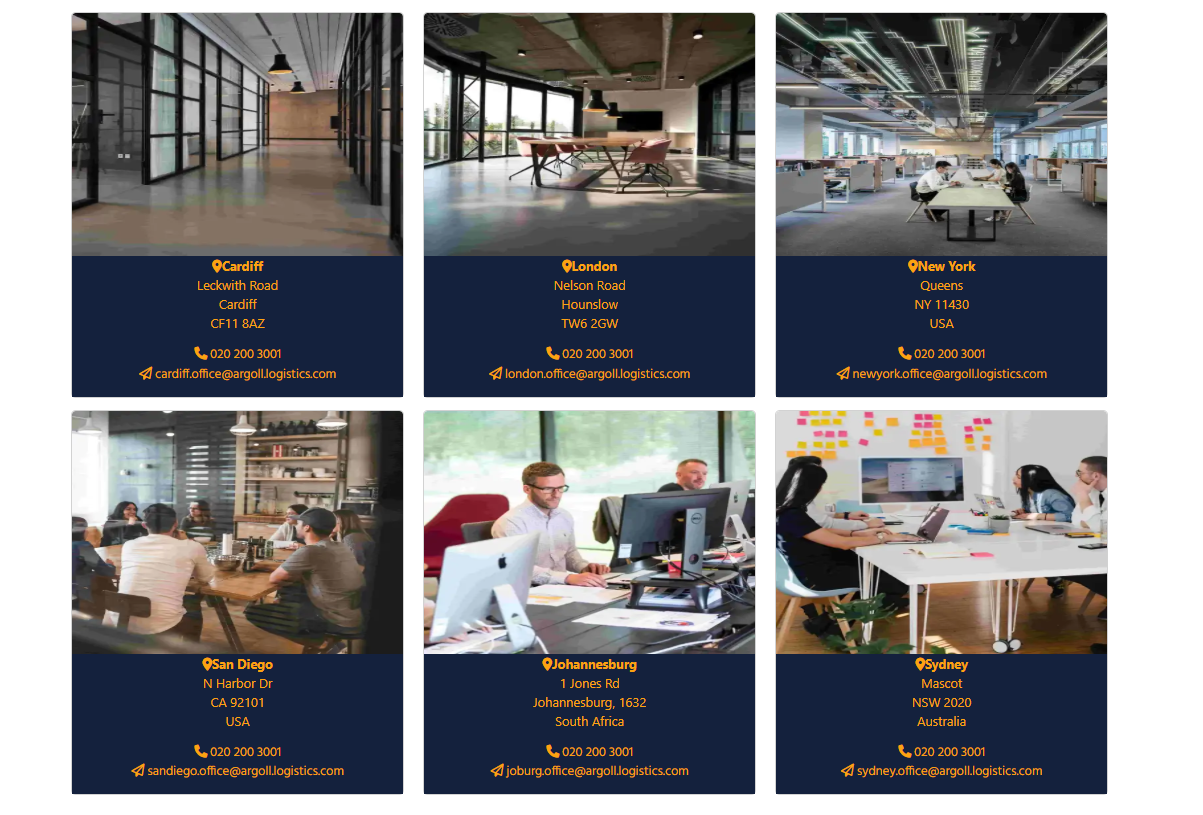 Cardiff
Leckwith Road
Cardiff
CF11 8AZ
020 200 3001
cardiff.office@argoll.logistics.com
London
Nelson Road
Hounslow
TW6 2GW
020 200 3001
london.office@argoll.logistics.com
New York
Queens
NY 11430
USA
020 200 3001
newyork.office@argoll.logistics.com
H
San Diego
N Harbor Dr
CA 92101
USA
020 200 3001
sandiego.office@argoll.logistics.com
Johannesburg
1 Jones Rd
Johannesburg, 1632
South Africa
020 200 3001
joburg.office@argoll.logistics.com
Sydney
Mascot
NSW 2020
Australia
020 200 3001
sydney.office@argoll.logistics.com